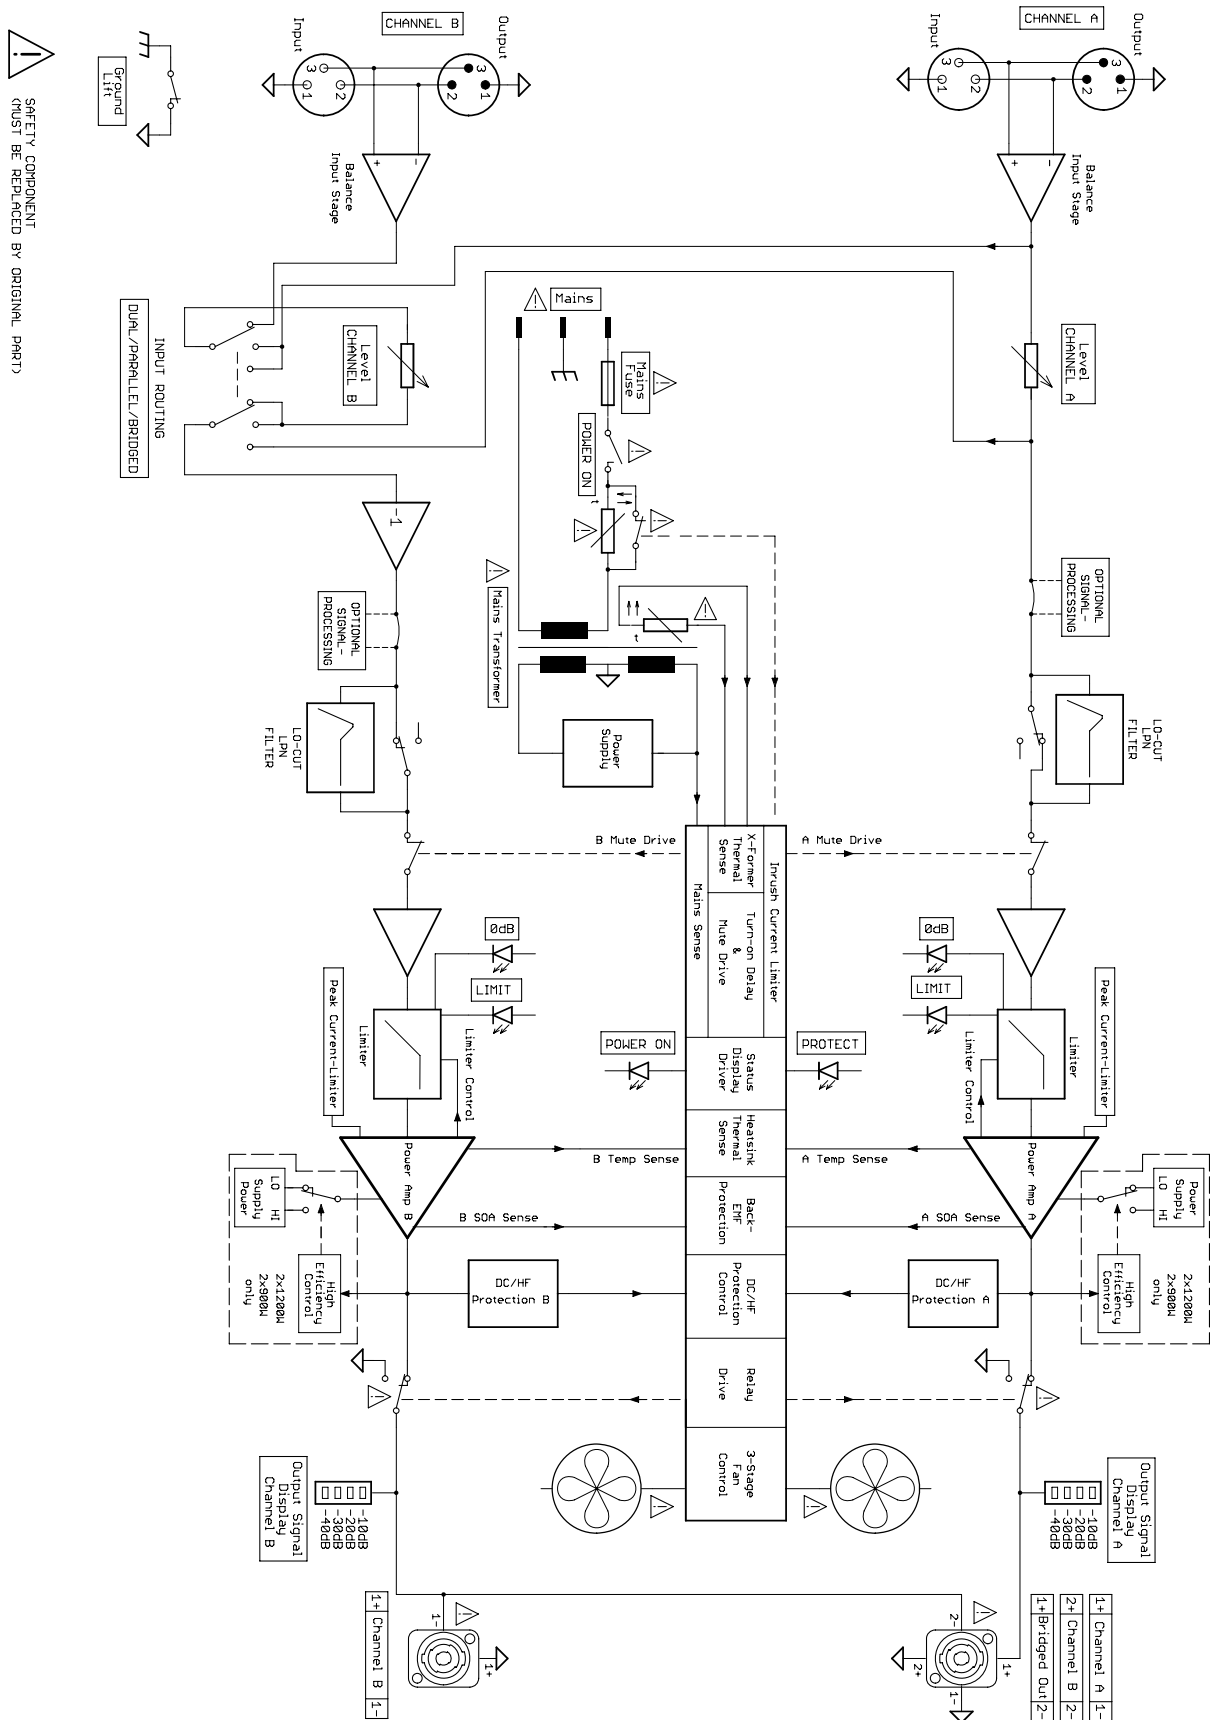 CHANNEL A
Output
Input
3
2
1
3
2
1
Balance
Input Stage
+
-
Level
CHANNEL A
OPTIONAL
SIGNAL-
PROCESSING
LO-CUT
LPN
FILTER
A Mute Drive
0dB
LIMIT
Limiter
Limiter Control
Peak Current-Limiter
Power Amp A
Power
Supply
LO HI
High
Efficiency
Control
2x1200W
2x900W
only
A Temp Sense
A SOA Sense
DC/HF
Protection A
Output Signal
Display
Channel A
-10dB
-20dB
-30dB
-40dB
1+ Channel A 1-
2+ Channel B 2-
1+ Bridged Out 2-
1+
1-
2+
2-
Mains
Mains
Fuse
POWER ON
t
t
Mains Transformer
Power
Supply
Inrush Current Limiter
X-Former
Thermal
Sense
Turn-on Delay
&
Mute Drive
Mains Sense
PROTECT
POWER ON
Status
Display
Driver
Heatsink
Thermal
Sense
Back-
EMF
Protection
DC/HF
Protection
Control
Relay
Drive
3-Stage
Fan
Control
CHANNEL B
Output
Input
3
2
1
3
2
1
Balance
Input Stage
+
-
Level
CHANNEL B
INPUT ROUTING
DUAL/PARALLEL/BRIDGED
-1
OPTIONAL
SIGNAL-
PROCESSING
LO-CUT
LPN
FILTER
B Mute Drive
0dB
LIMIT
Limiter
Limiter Control
Peak Current-Limiter
Power Amp B
LO HI
Supply
Power
High
Efficiency
Control
2x1200W
2x900W
only
B Temp Sense
B SOA Sense
DC/HF
Protection B
Output Signal
Display
Channel B
-10dB
-20dB
-30dB
-40dB
1-
1+
1+ Channel B 1-
Ground
Lift
SAFETY COMPONENT
(MUST BE REPLACED BY ORIGINAL PART)